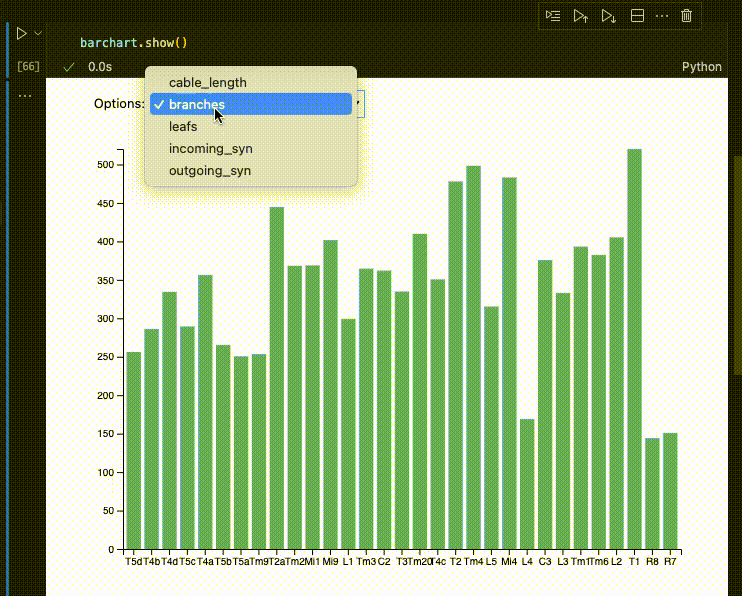 barchart.show()
[66]
0.0s
Python
...
Options:
cable_length
✓ branches
leafs
incoming_syn
outgoing_syn
500
450
400
350
300
250
200
150
100
50
0
T5d T4b T4d T5c T4a T5b T5a Tm9 T2a Tm2 Mi1 Mi9 L1 Tm3 C2 T3 Tm20 T4c T2 Tm4 L5 Mi4 L4 C3 L3 Tm1 Tm6 L2 T1 R8 R7